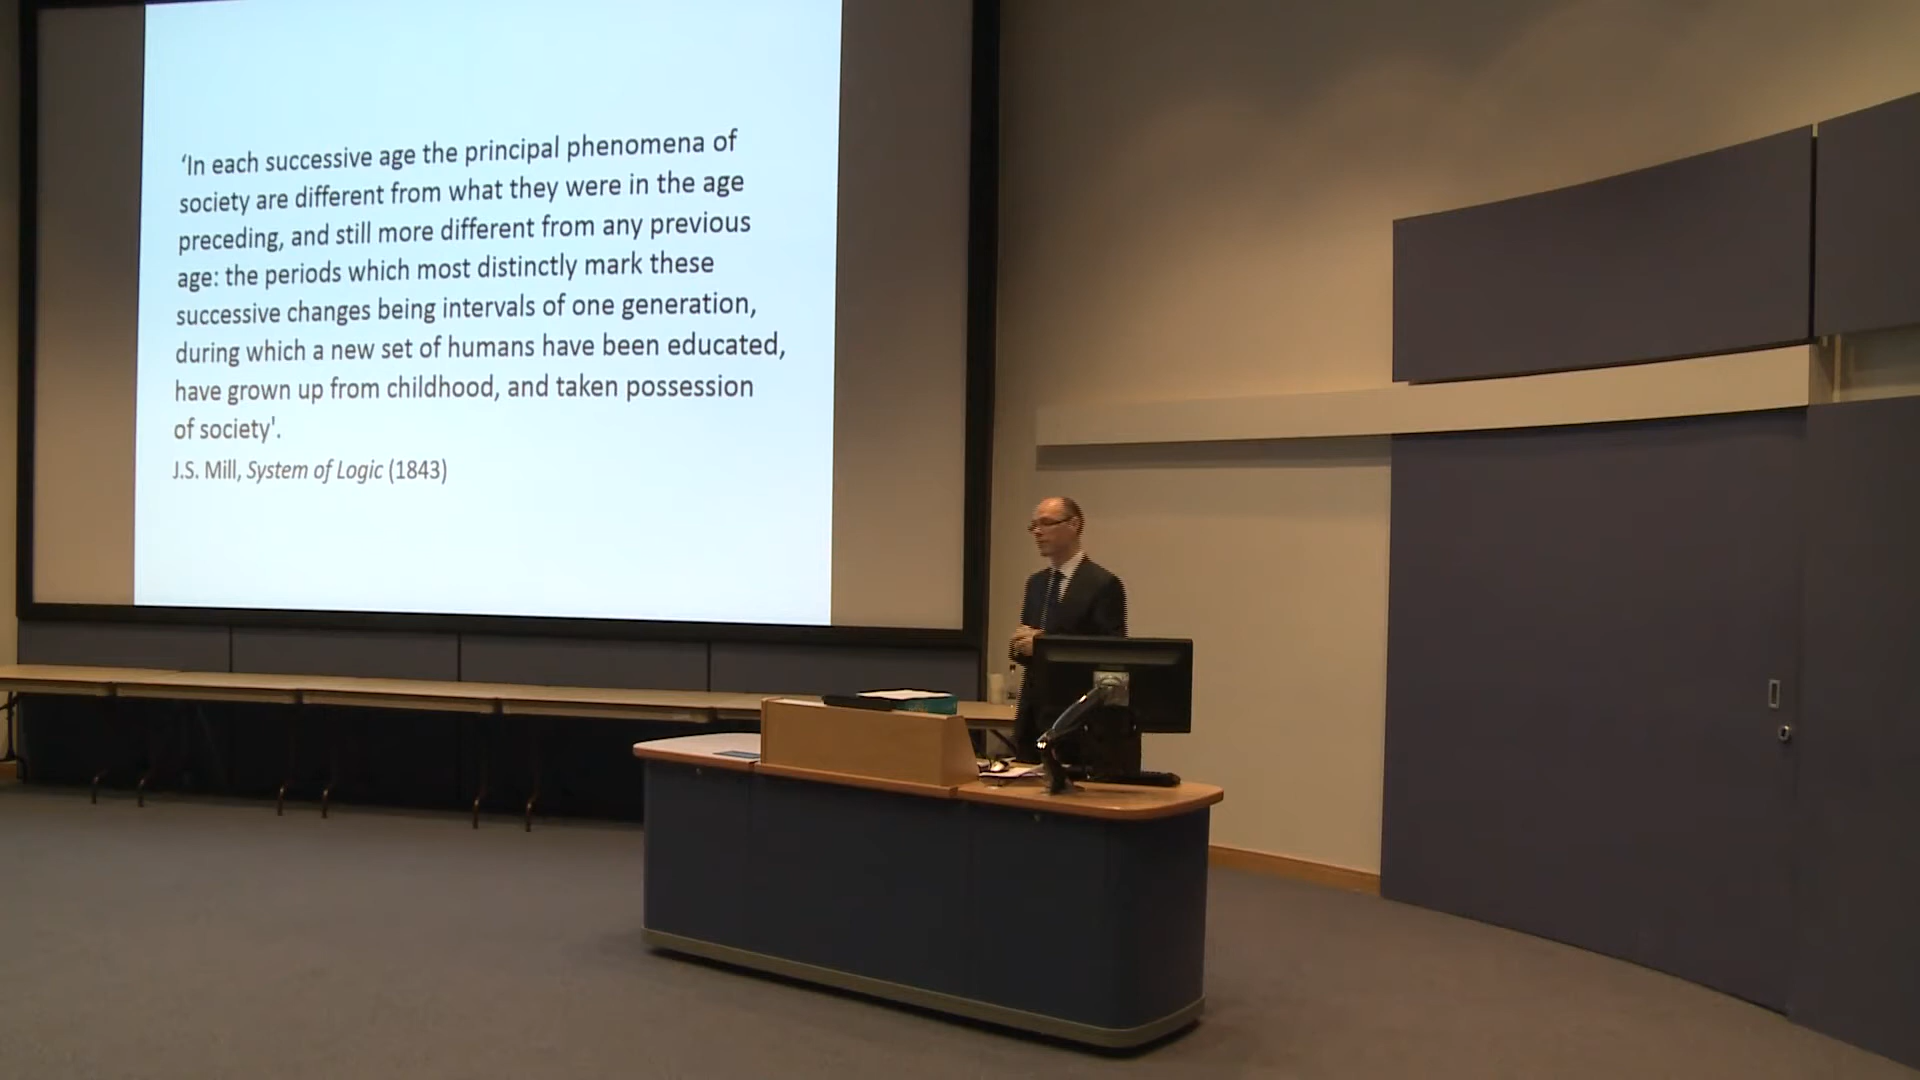 ‘In each successive age the principal phenomena of
society are different from what they were in the age
preceding, and still more different from any previous
age: the periods which most distinctly mark these
successive changes being intervals of one generation,
during which a new set of humans have been educated,
have grown up from childhood, and taken possession
of society'.
J.S. Mill, System of Logic (1843)